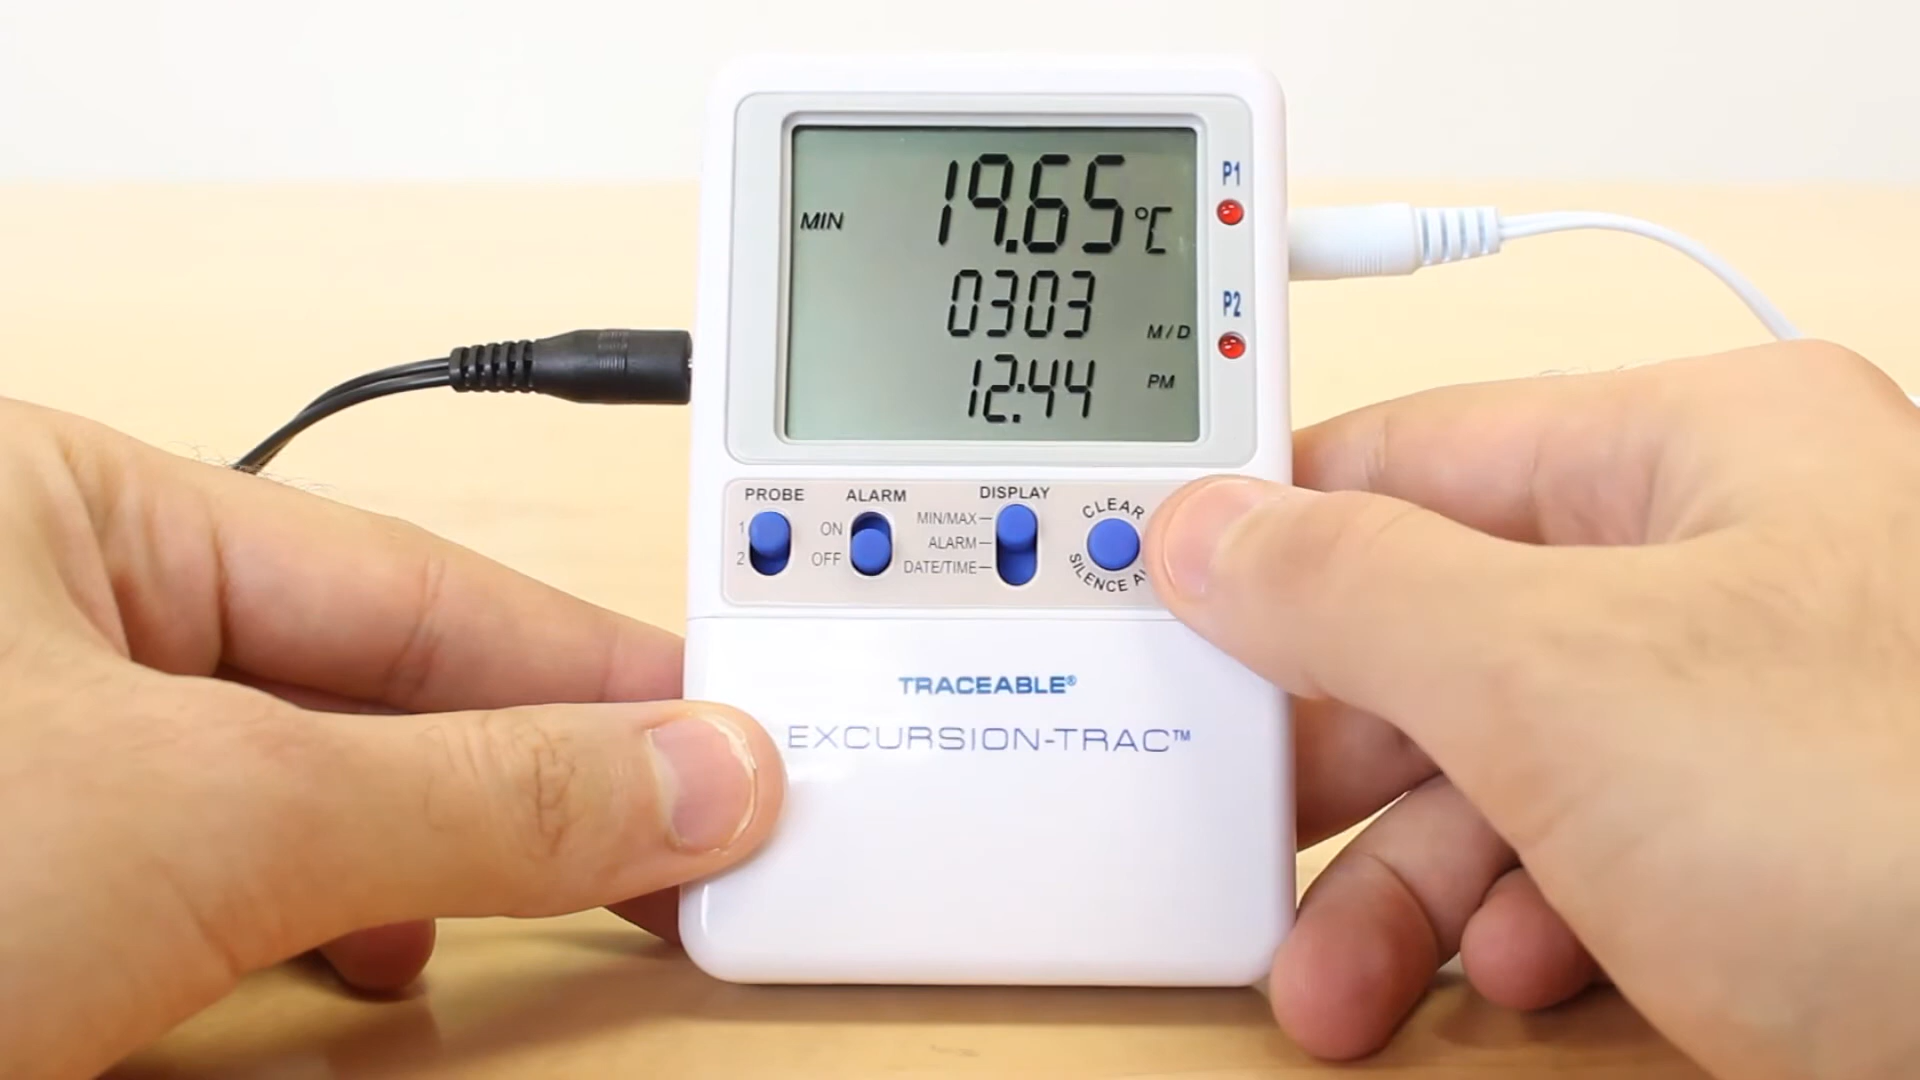 MIN 19.65 °C
P1
0303 M/D
P2
12:44 PM
PROBE ALARM DISPLAY CLEAR
1 ON MIN/MAX
ALARM
2 OFF DATE/TIME
SILENCE
TRACEABLE®
EXCURSION-TRAC™